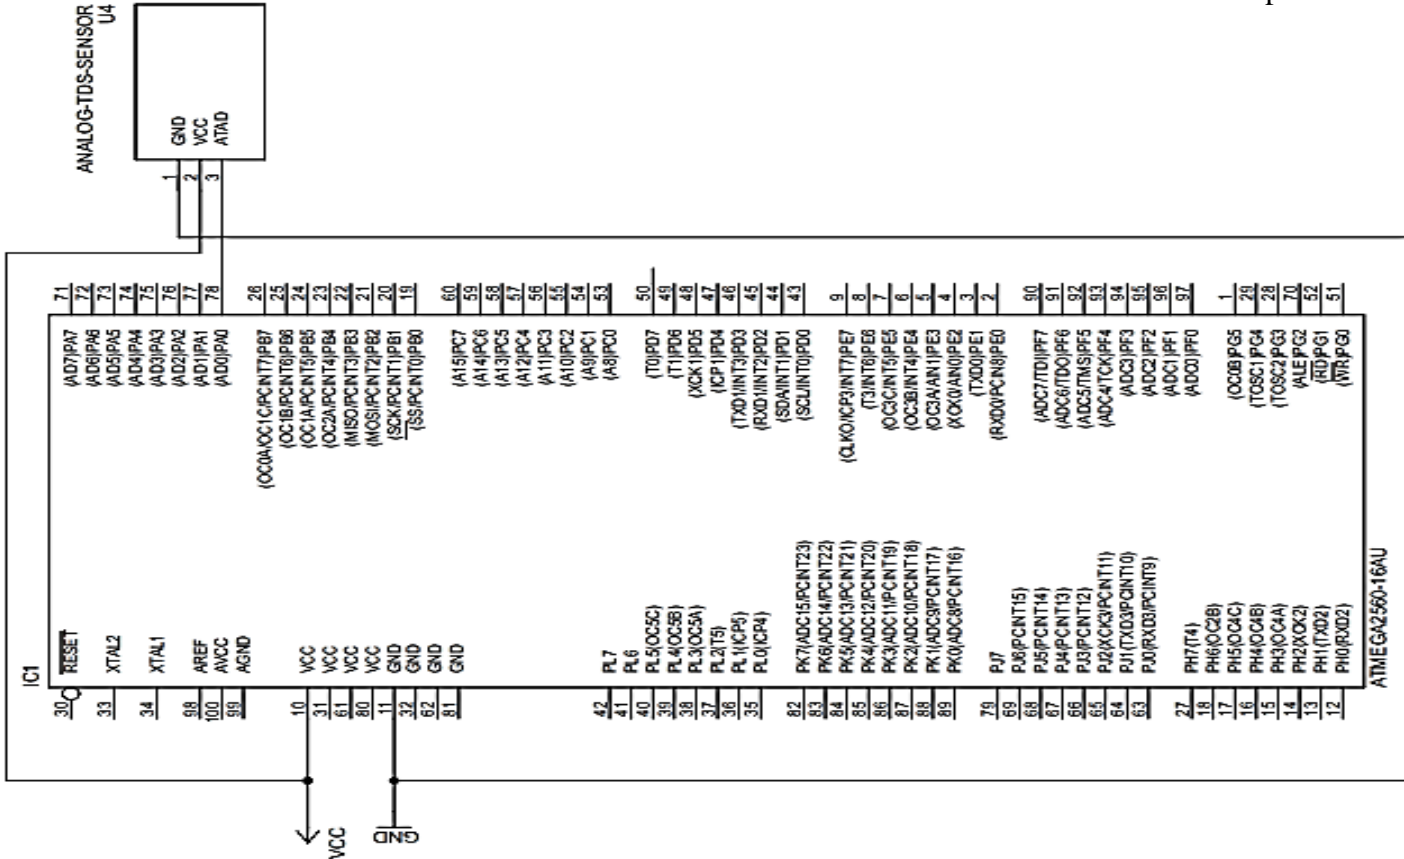 p
ANALOG-TDS-SENSOR
U4
GND
VCC
ATAD
1
2
3
71
72
73
74
75
76
77
78
26
25
24
23
22
21
20
19
60
59
58
57
56
55
54
53
50
49
48
47
46
45
44
43
9
8
7
6
5
4
3
2
90
91
92
93
94
95
96
97
1
29
28
70
52
51
(AD7)PA7
(AD6)PA6
(AD5)PA5
(AD4)PA4
(AD3)PA3
(AD2)PA2
(AD1)PA1
(AD0)PA0
(OC0A/OC1C/PCINT7)PB7
(OC1B/PCINT6)PB6
(OC1A/PCINT5)PB5
(OC2A/PCINT4)PB4
(MISO/PCINT3)PB3
(MOSI/PCINT2)PB2
(SCK/PCINT1)PB1
(SS/PCINT0)PB0
(A15)PC7
(A14)PC6
(A13)PC5
(A12)PC4
(A11)PC3
(A10)PC2
(A9)PC1
(A8)PC0
(T0)PD7
(T1)PD6
(XCK1)PD5
(ICP1)PD4
(TXD1/INT3)PD3
(RXD1/INT2)PD2
(SDA/INT1)PD1
(SCL/INT0)PD0
(CLKO/ICP3/INT7)PE7
(T3/INT6)PE6
(OC3C/INT5)PE5
(OC3B/INT4)PE4
(OC3A/AIN1)PE3
(XCK0/AIN0)PE2
(TXD0)PE1
(RXD0/PCIN8)PE0
(ADC7/TDI)PF7
(ADC6/TDO)PF6
(ADC5/TMS)PF5
(ADC4/TCK)PF4
(ADC3)PF3
(ADC2)PF2
(ADC1)PF1
(ADC0)PF0
(OC0B)PG5
(TOSC1)PG4
(TOSC2)PG3
(ALE)PG2
(RD)PG1
(WR)PG0
IC1
RESET
XTAL2
XTAL1
AREF
AVCC
AGND
VCC
VCC
VCC
VCC
GND
GND
GND
GND
PL7
PL6
PL5(OC5C)
PL4(OC5B)
PL3(OC5A)
PL2(T5)
PL1(ICP5)
PL0(ICP4)
PK7(ADC15/PCINT23)
PK6(ADC14/PCINT22)
PK5(ADC13/PCINT21)
PK4(ADC12/PCINT20)
PK3(ADC11/PCINT19)
PK2(ADC10/PCINT18)
PK1(ADC9/PCINT17)
PK0(ADC8/PCINT16)
PJ7
PJ6(PCINT15)
PJ5(PCINT14)
PJ4(PCINT13)
PJ3(PCINT12)
PJ2(XCK3/PCINT11)
PJ1(TXD3/PCINT10)
PJ0(RXD3/PCINT9)
PH7(T4)
PH6(OC2B)
PH5(OC4C)
PH4(OC4B)
PH3(OC4A)
PH2(XCK2)
PH1(TXD2)
PH0(RXD2)
ATMEGA2560-16AU
30
33
34
98
100
99
10
31
61
80
11
32
62
81
42
41
40
39
38
37
36
35
82
83
84
85
86
87
88
89
79
69
68
67
66
65
64
63
27
18
17
16
15
14
13
12
VCC
GND